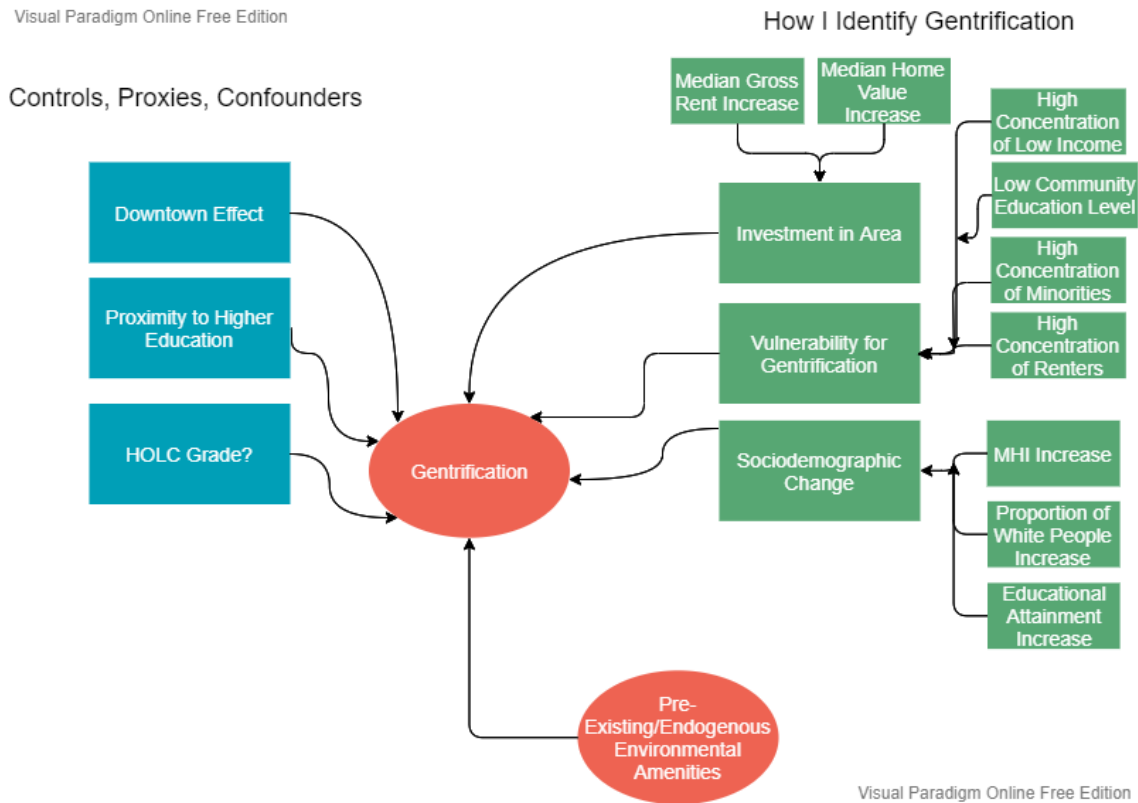 Visual Paradigm Online Free Edition
How I Identify Gentrification
Controls, Proxies, Confounders
Median Gross
Rent Increase
Median Home
Value
Increase
High
Concentration
of Low Income
Low Community
Education Level
High
Concentration
of Minorities
High
Concentration
of Renters
Downtown Effect
Investment in Area
Proximity to Higher
Education
Vulnerability for
Gentrification
HOLC Grade?
Gentrification
Sociodemographic
Change
MHI Increase
Proportion of
White People
Increase
Educational
Attainment
Increase
Pre-
Existing/Endogenous
Environmental
Amenities
Visual Paradigm Online Free Edition